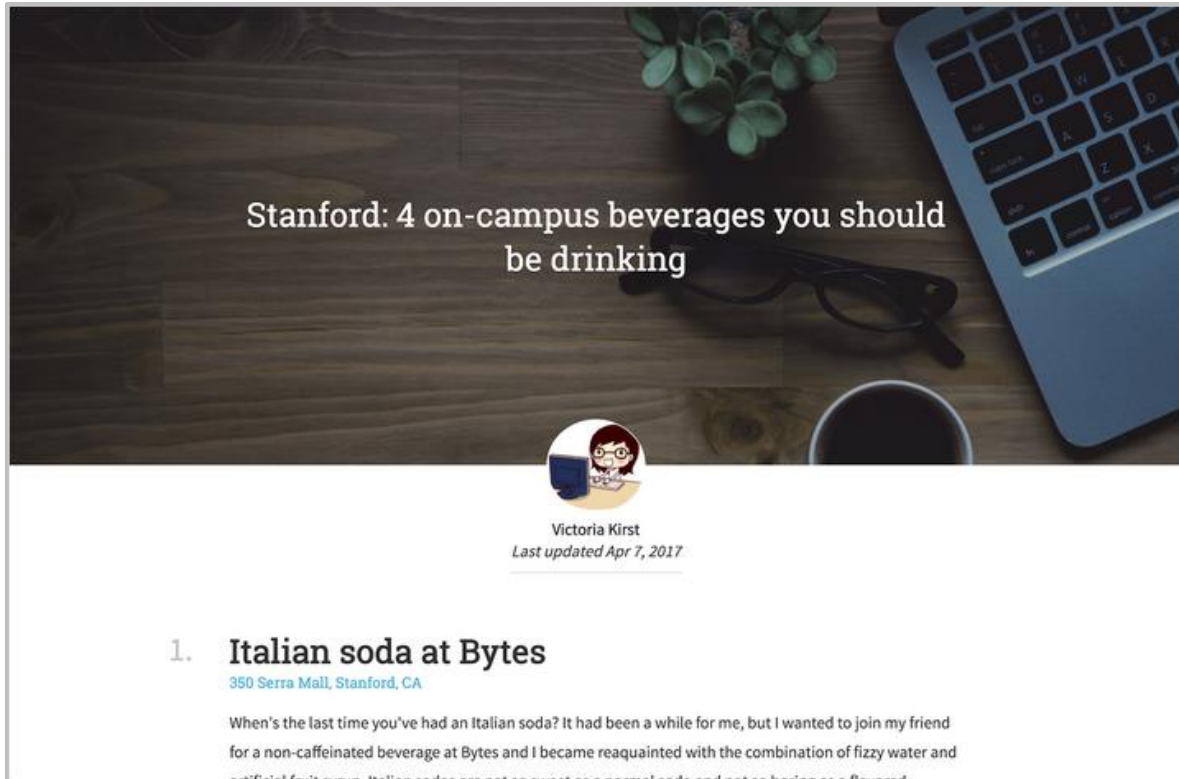 Stanford: 4 on-campus beverages you should
be drinking
Victoria Kirst
Last updated Apr 7, 2017
1. Italian soda at Bytes
350 Serra Mall, Stanford, CA
When's the last time you've had an Italian soda? It had been a while for me, but I wanted to join my friend
for a non-caffeinated beverage at Bytes and I became reaquainted with the combination of fizzy water and